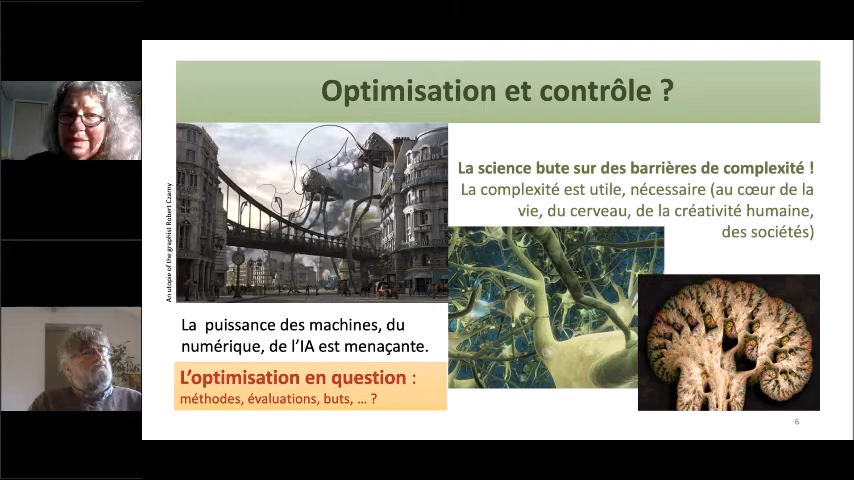 Optimisation et contrôle ?
An utopie of the graphist Robert Czarny
La science bute sur des barrières de complexité !
La complexité est utile, nécessaire (au cœur de la
vie, du cerveau, de la créativité humaine,
des sociétés)
La puissance des machines, du
numérique, de l'IA est menaçante.
L'optimisation en question :
méthodes, évaluations, buts, ... ?
6